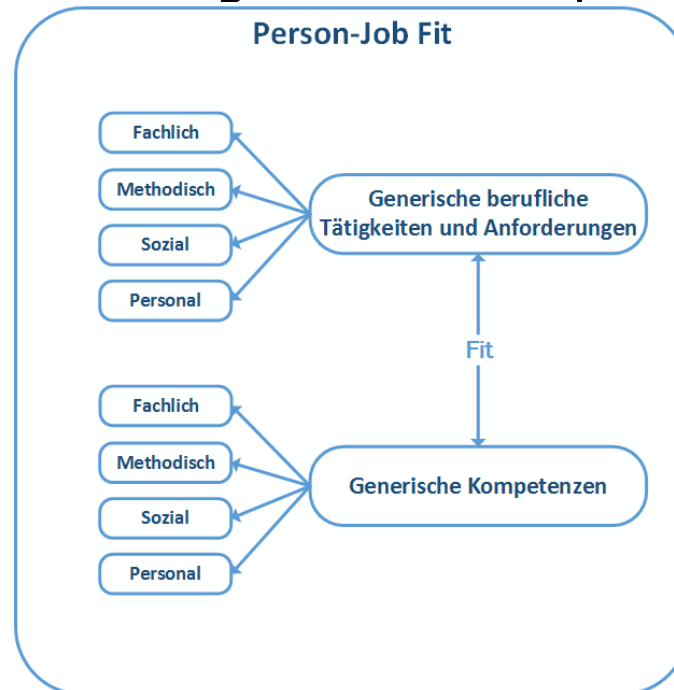 Person-Job Fit
Fachlich
Methodisch
Sozial
Personal
Generische berufliche
Tätigkeiten und Anforderungen
Fit
Fachlich
Methodisch
Sozial
Personal
Generische Kompetenzen